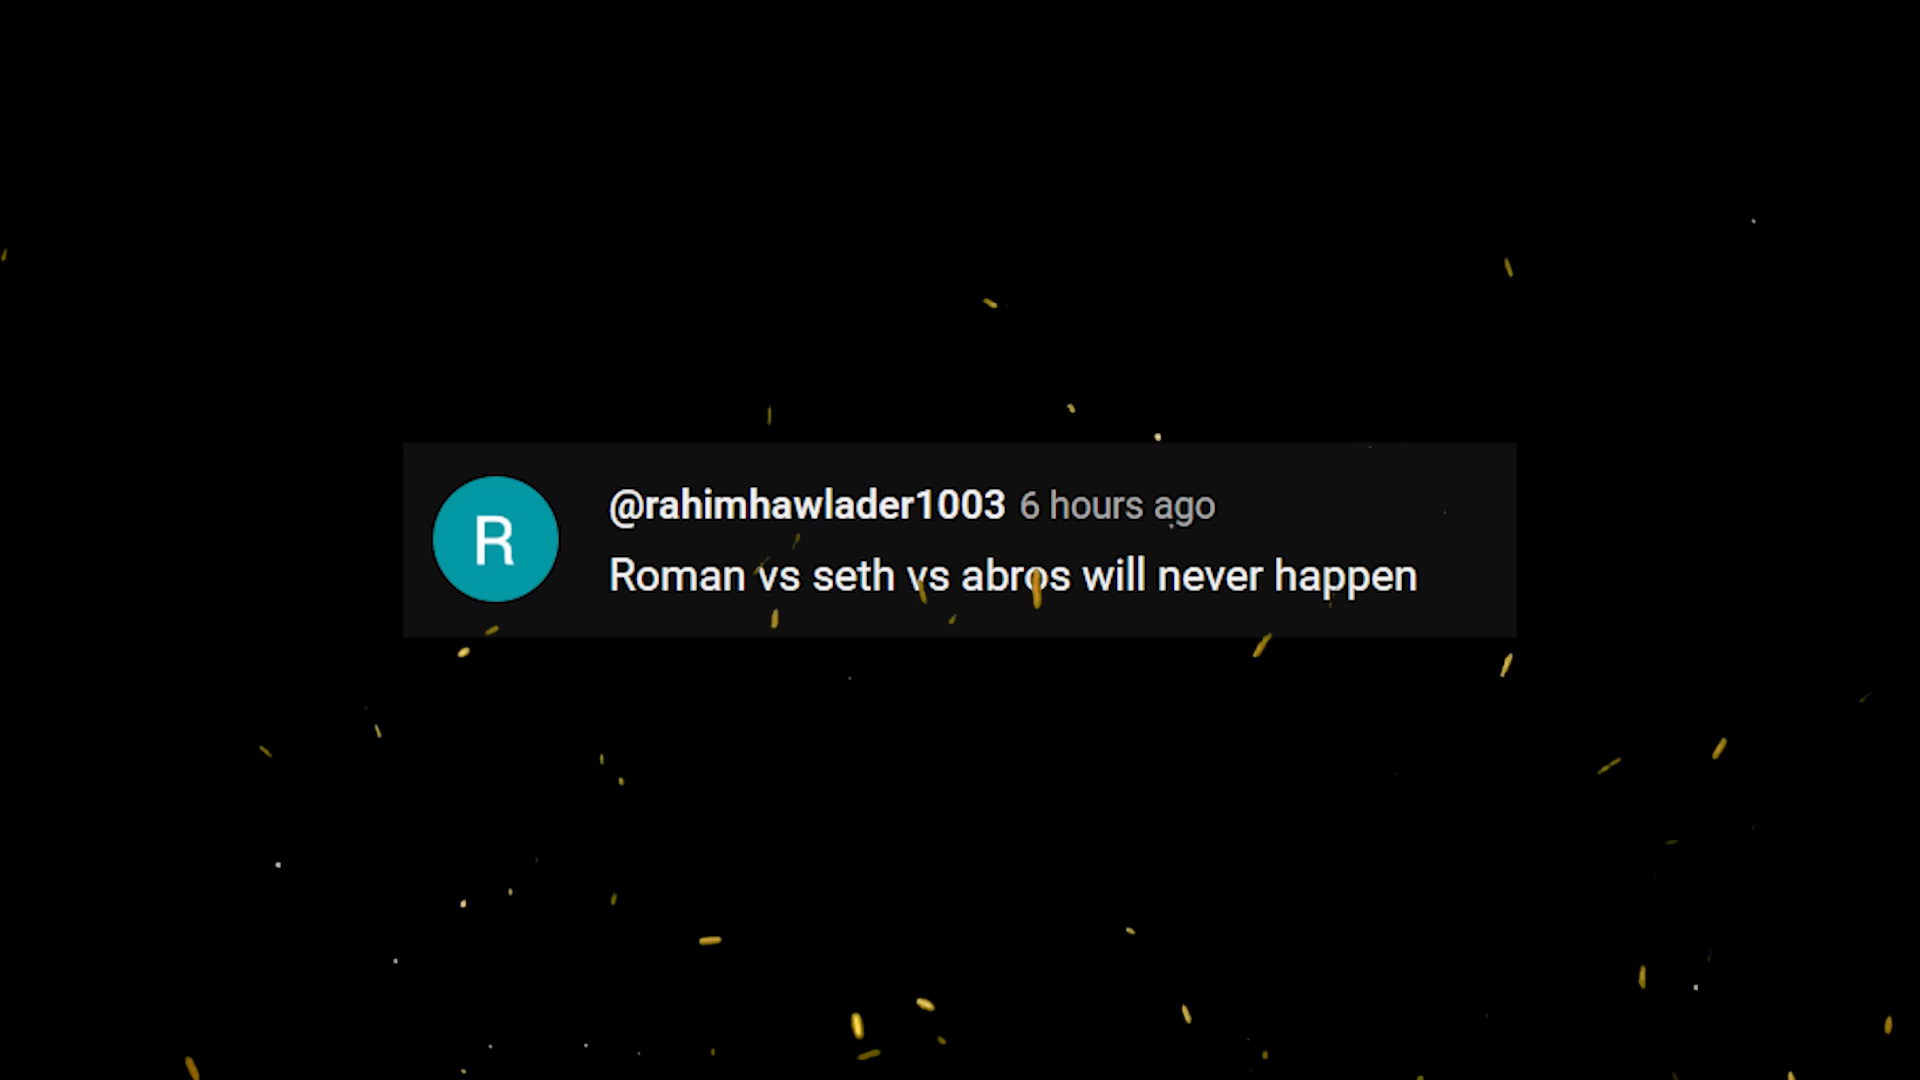 R
@rahimhawlader1003 6 hours ago
Roman vs seth vs abros will never happen